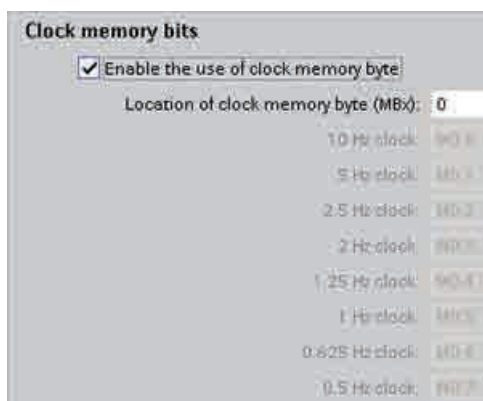 Clock memory bits
Enable the use of clock memory byte
Location of clock memory byte (MBx): 0
10 Hz clock:
5 Hz clock:
2.5 Hz clock:
2 Hz clock:
1.25 Hz clock:
1 Hz clock:
0.625 Hz clock:
0.5 Hz clock: